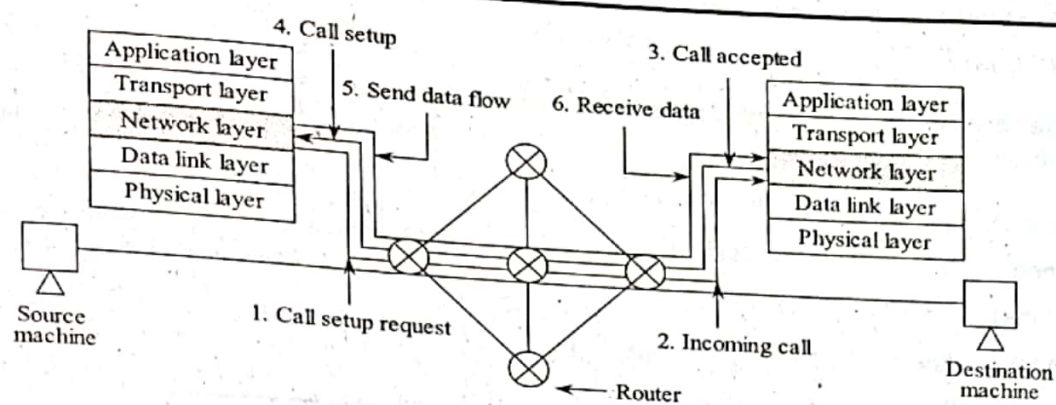 4. Call setup
3. Call accepted
Application layer
Transport layer
Network layer
Data link layer
Physical layer
5. Send data flow
6. Receive data
Application layer
Transport layer
Network layer
Data link layer
Physical layer
Source
machine
1. Call setup request
2. Incoming call
Router
Destination
machine